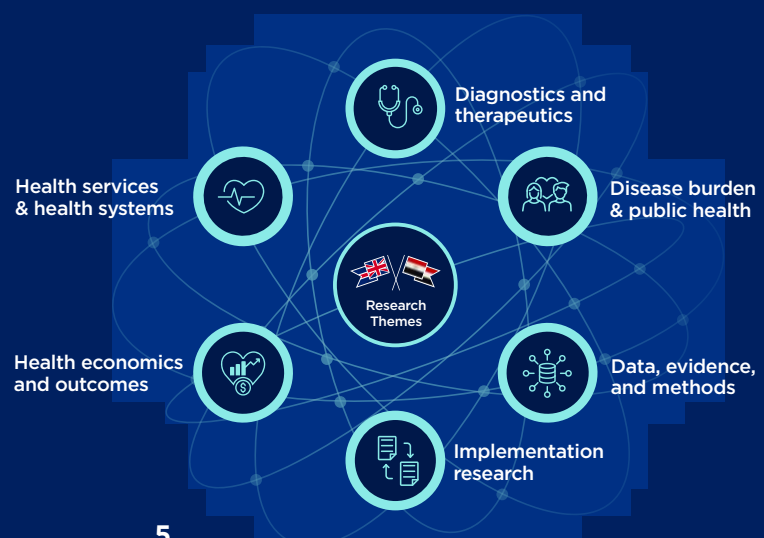 Diagnostics and
therapeutics
Health services
& health systems
Disease burden
& public health
Research
Themes
Health economics
and outcomes
$
Data, evidence,
and methods
Implementation
research
5